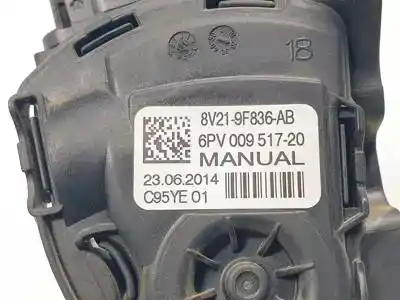 18
8V21-9F836-AB
6PV 009 517-20
MANUAL
23.06.2014
C95YE 01